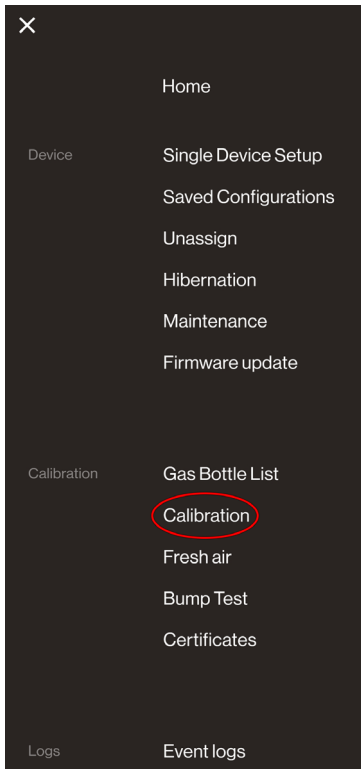 Home
Device Single Device Setup
Saved Configurations
Unassign
Hibernation
Maintenance
Firmware update
Calibration Gas Bottle List
Calibration
Fresh air
Bump Test
Certificates
Logs Event logs